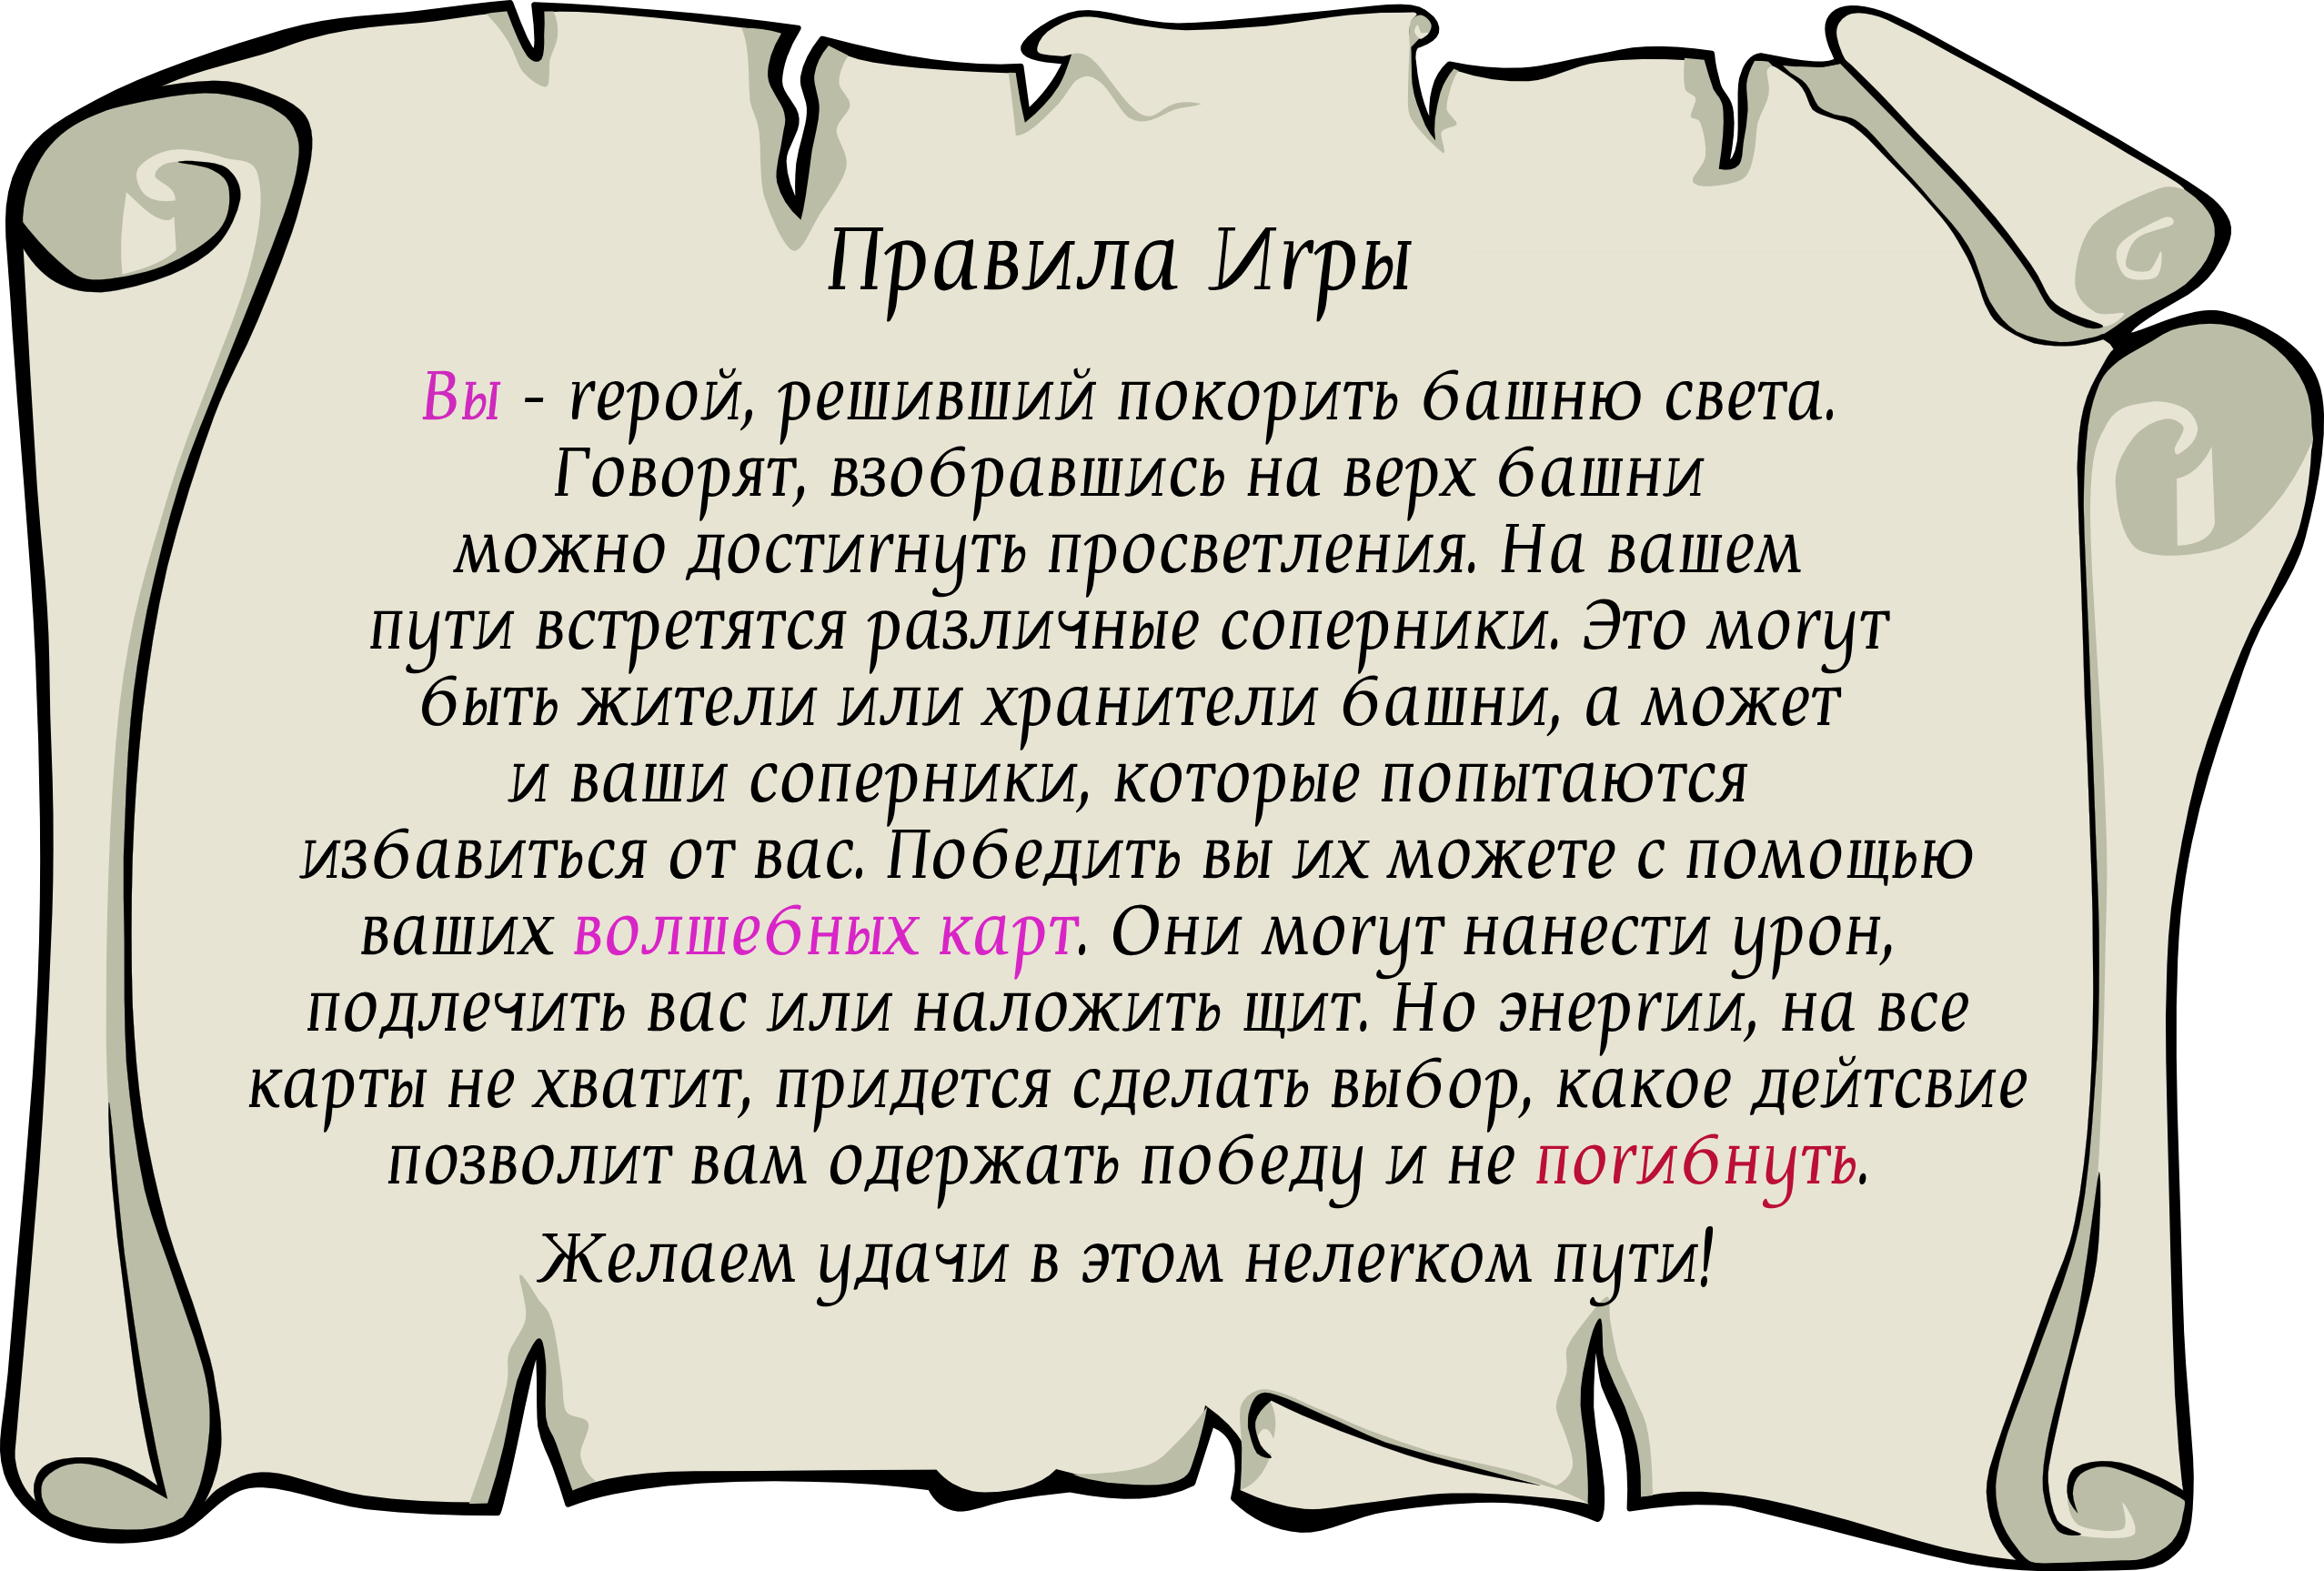 Правила Игры
Вы - герой, решивший покорить башню света.
Говорят, взобравшись на верх башни
можно достигнуть просветления. На вашем
пути встретятся различные соперники. Это могут
быть жители или хранители башни, а может
и ваши соперники, которые попытаются
избавиться от вас. Победить вы их можете с помощью
ваших волшебных карт. Они могут нанести урон,
подлечить вас или наложить щит. Но энергии, на все
карты не хватит, придется сделать выбор, какое дейтсвие
позволит вам одержать победу и не погибнуть.
Желаем удачи в этом нелегком пути!